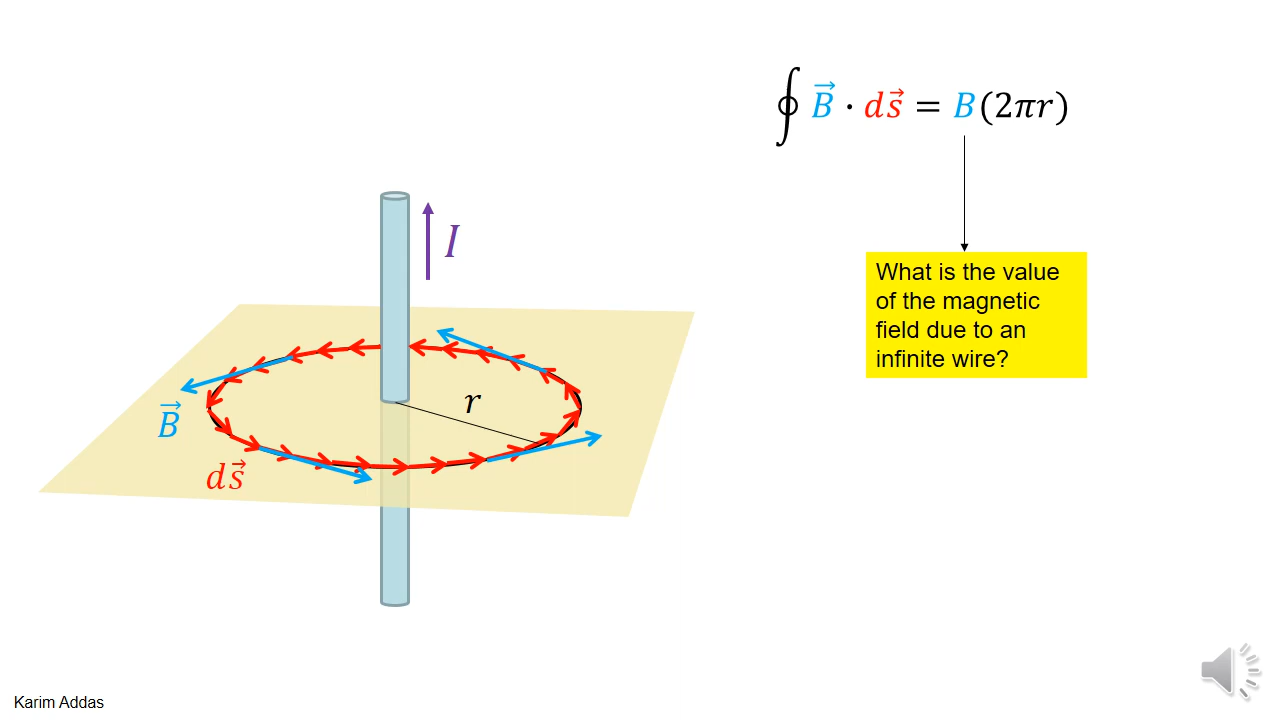 ∮ B⃗ · ds⃗ = B(2πr)
I
What is the value
of the magnetic
field due to an
infinite wire?
r
B⃗
ds⃗
Karim Addas